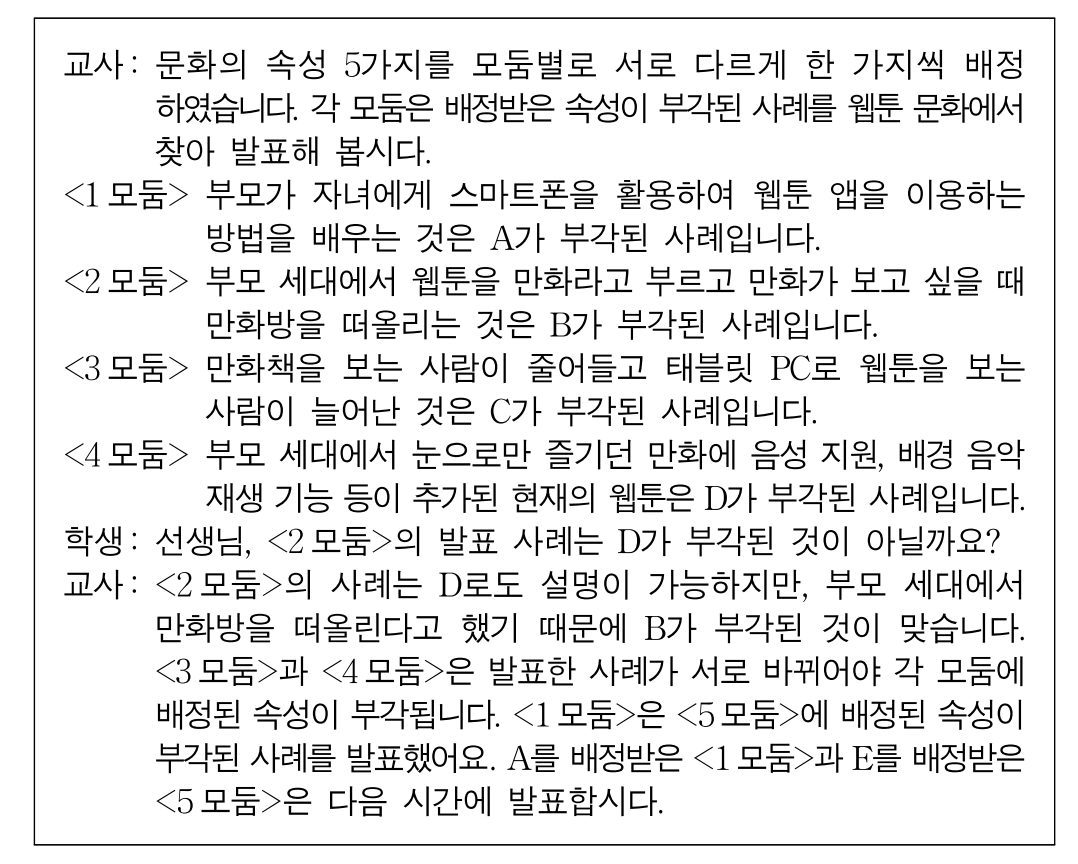 교사: 문화의 속성 5가지를 모둠별로 서로 다르게 한 가지씩 배정
하였습니다. 각 모둠은 배정받은 속성이 부각된 사례를 웹툰 문화에서
찾아 발표해 봅시다.
<1 모둠> 부모가 자녀에게 스마트폰을 활용하여 웹툰 앱을 이용하는
방법을 배우는 것은 A가 부각된 사례입니다.
<2 모둠> 부모 세대에서 웹툰을 만화라고 부르고 만화가 보고 싶을 때
만화방을 떠올리는 것은 B가 부각된 사례입니다.
<3 모둠> 만화책을 보는 사람이 줄어들고 태블릿 PC로 웹툰을 보는
사람이 늘어난 것은 C가 부각된 사례입니다.
<4 모둠> 부모 세대에서 눈으로만 즐기던 만화에 음성 지원, 배경 음악
재생 기능 등이 추가된 현재의 웹툰은 D가 부각된 사례입니다.
학생: 선생님, <2 모둠>의 발표 사례는 D가 부각된 것이 아닐까요?
교사: <2 모둠>의 사례는 D로도 설명이 가능하지만, 부모 세대에서
만화방을 떠올린다고 했기 때문에 B가 부각된 것이 맞습니다.
<3 모둠>과 <4 모둠>은 발표한 사례가 서로 바뀌어야 각 모둠에
배정된 속성이 부각됩니다. <1 모둠>은 <5 모둠>에 배정된 속성이
부각된 사례를 발표했어요. A를 배정받은 <1 모둠>과 E를 배정받은
<5 모둠>은 다음 시간에 발표합시다.